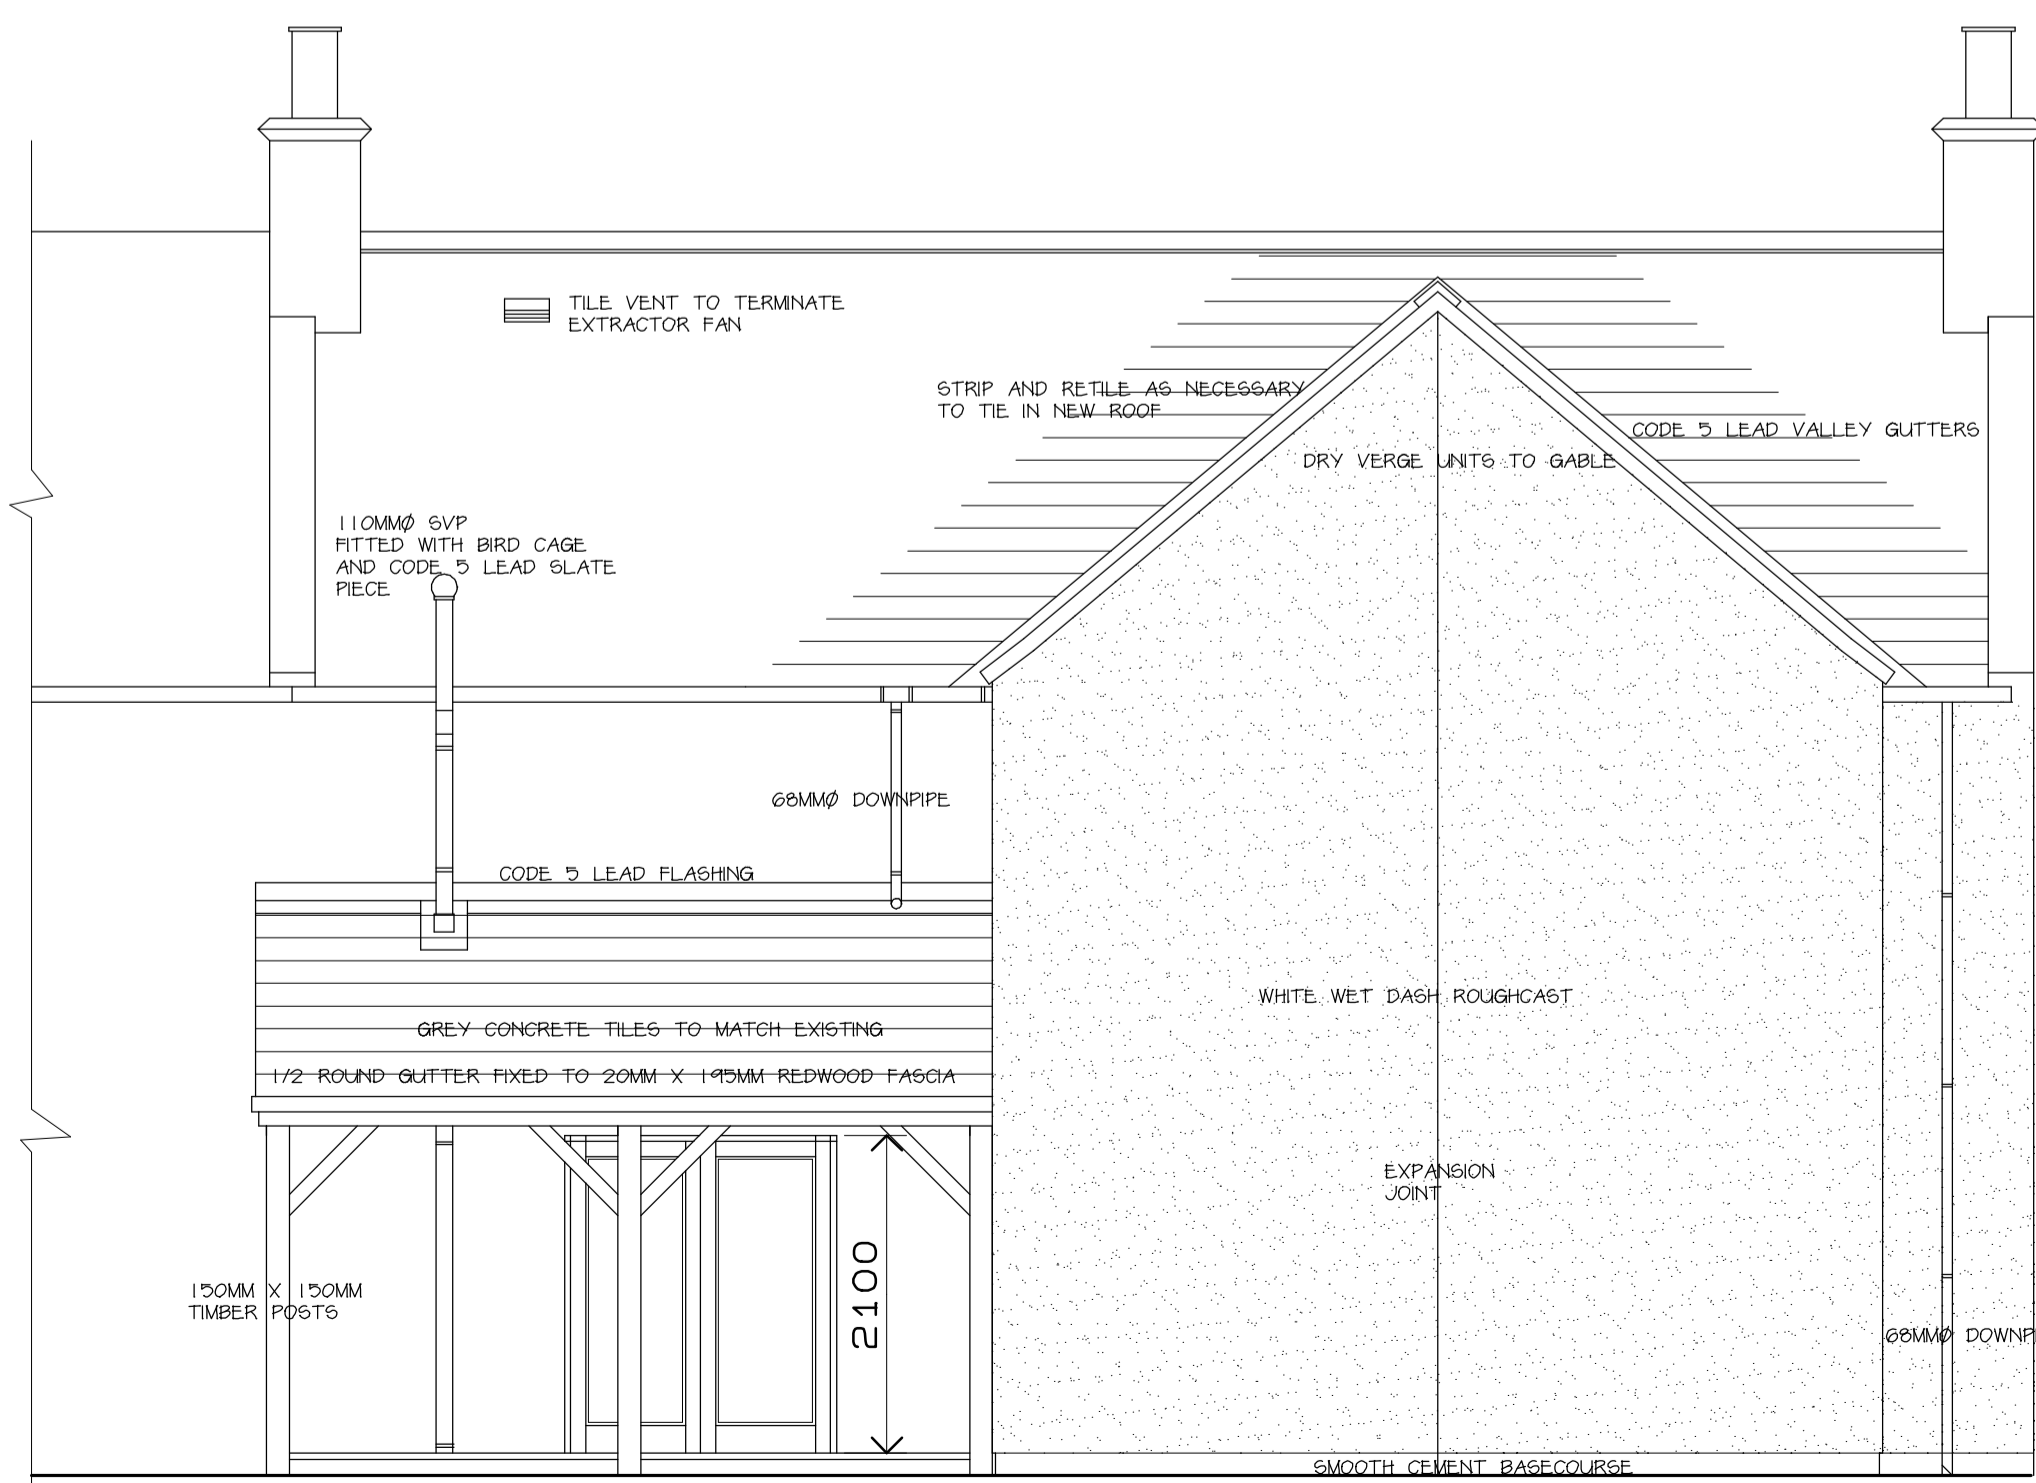 TILE VENT TO TERMINATE
EXTRACTOR FAN
STRIP AND RETILE AS NECESSARY
TO TIE IN NEW ROOF
CODE 5 LEAD VALLEY GUTTERS
DRY VERGE UNITS TO GABLE
110MMØ SVP
FITTED WITH BIRD CAGE
AND CODE 5 LEAD SLATE
PIECE
68MMØ DOWNPIPE
CODE 5 LEAD FLASHING
WHITE WET DASH ROUGHCAST
GREY CONCRETE TILES TO MATCH EXISTING
1/2 ROUND GUTTER FIXED TO 20MM X 195MM REDWOOD FASCIA
EXPANSION
JOINT
2100
150MM X 150MM
TIMBER POSTS
68MMØ DOWNP
SMOOTH CEMENT BASECOURSE